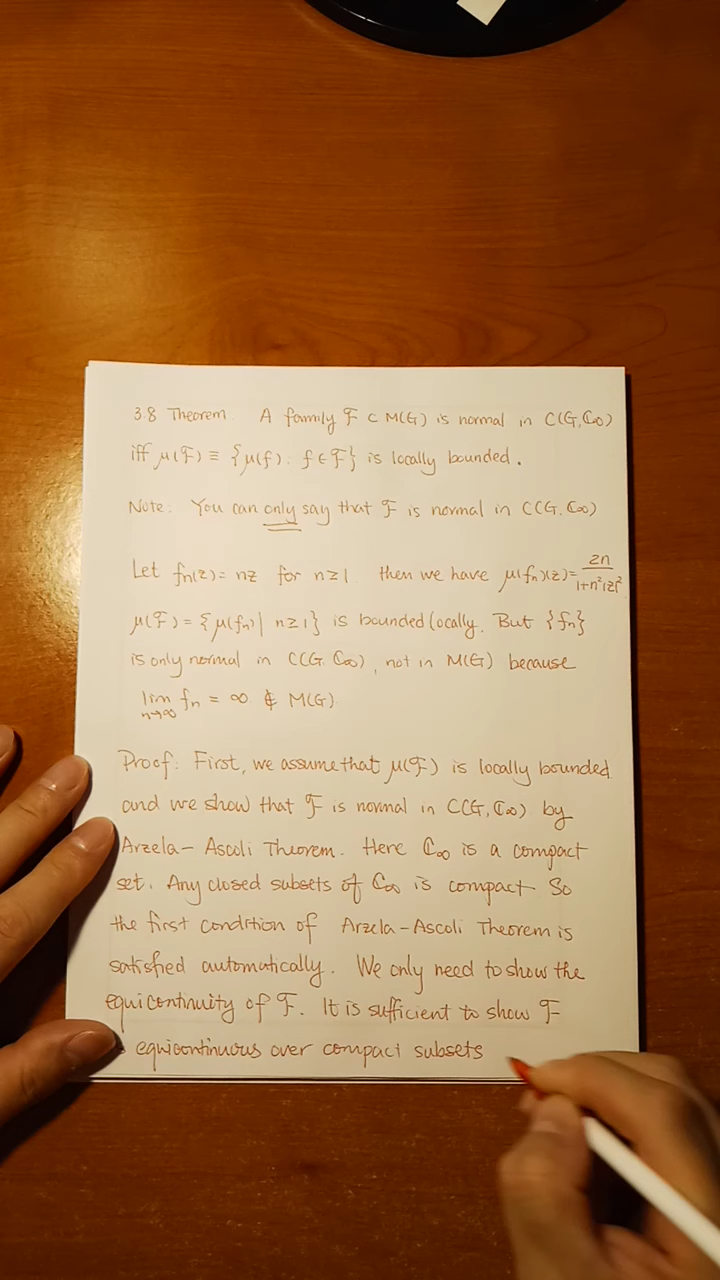 3.8 Theorem. A family ℱ ⊂ M(G) is normal in C(G, ℂ∞)
iff μ(ℱ) ≡ {μ(f): f ∈ ℱ} is locally bounded.
Note: You can only say that ℱ is normal in C(G, ℂ∞)
Let fn(z) = nz for n ≥ 1 then we have μ(fn)(z) = 2n / 1+n²|z|²
μ(ℱ) = {μ(fn) | n ≥ 1} is bounded locally. But {fn}
is only normal in C(G, ℂ∞), not in M(G) because
lim n→∞ fn = ∞ ∉ M(G)
Proof: First, we assume that μ(ℱ) is locally bounded
and we show that ℱ is normal in C(G, ℂ∞) by
Arzela-Ascoli Theorem. Here ℂ∞ is a compact
set. Any closed subsets of ℂ∞ is compact. So
the first condition of Arzela-Ascoli Theorem is
satisfied automatically. We only need to show the
equicontinuity of ℱ. It is sufficient to show ℱ
equicontinuous over compact subsets